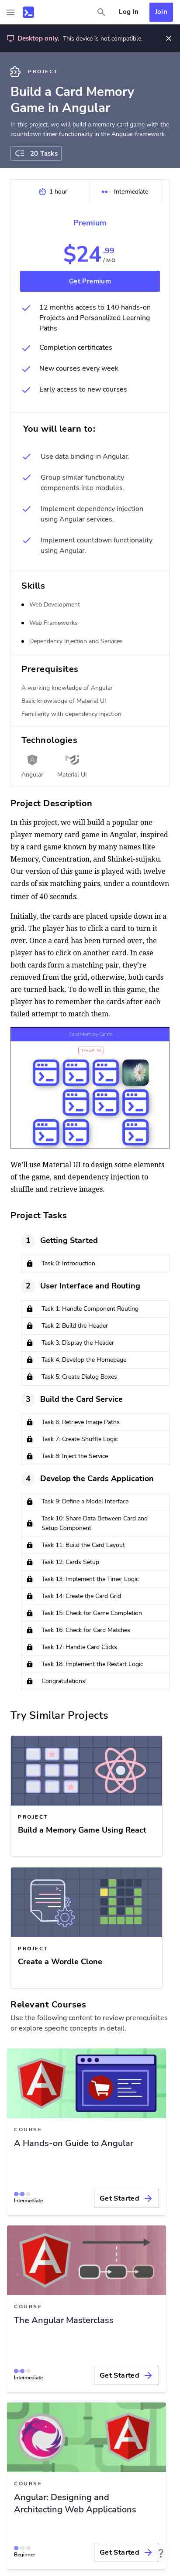 Log In
Join
Desktop only. This device is not compatible.
PROJECT
Build a Card Memory
Game in Angular
In this project, we will build a memory card game with the
countdown timer functionality in the Angular framework.
20 Tasks
1 hour
Intermediate
Premium
$24.99
/ MO
Get Premium
12 months access to 140 hands-on
Projects and Personalized Learning
Paths
Completion certificates
New courses every week
Early access to new courses
You will learn to:
Use data binding in Angular.
Group similar functionality
components into modules.
Implement dependency injection
using Angular services.
Implement countdown functionality
using Angular.
Skills
Web Development
Web Frameworks
Dependency Injection and Services
Prerequisites
A working knowledge of Angular
Basic knowledge of Material UI
Familiarity with dependency injection
Technologies
Angular
Material UI
Project Description
In this project, we will build a popular one-
player memory card game in Angular, inspired
by a card game known by many names like
Memory, Concentration, and Shinkei-suijaku.
Our version of this game is played with twelve
cards of six matching pairs, under a countdown
timer of 40 seconds.
Initially, the cards are placed upside down in a
grid. The player has to click a card to turn it
over. Once a card has been turned over, the
player has to click on another card. In case
both cards form a matching pair, they're
removed from the grid, otherwise, both cards
are turned back. To do well in this game, the
player has to remember the cards after each
failed attempt to match them.
Card Memory Game
We'll use Material UI to design some elements
of the game, and dependency injection to
shuffle and retrieve images.
Project Tasks
1
Getting Started
Task 0: Introduction
2
User Interface and Routing
Task 1: Handle Component Routing
Task 2: Build the Header
Task 3: Display the Header
Task 4: Develop the Homepage
Task 5: Create Dialog Boxes
3
Build the Card Service
Task 6: Retrieve Image Paths
Task 7: Create Shuffle Logic
Task 8: Inject the Service
4
Develop the Cards Application
Task 9: Define a Model Interface
Task 10: Share Data Between Card and
Setup Component
Task 11: Build the Card Layout
Task 12: Cards Setup
Task 13: Implement the Timer Logic
Task 14: Create the Card Grid
Task 15: Check for Game Completion
Task 16: Check for Card Matches
Task 17: Handle Card Clicks
Task 18: Implement the Restart Logic
Congratulations!
Try Similar Projects
PROJECT
Build a Memory Game Using React
PROJECT
Create a Wordle Clone
Relevant Courses
Use the following content to review prerequisites
or explore specific concepts in detail.
COURSE
A Hands-on Guide to Angular
Intermediate
Get Started
COURSE
The Angular Masterclass
Intermediate
Get Started
COURSE
Angular: Designing and
Architecting Web Applications
Beginner
Get Started
?